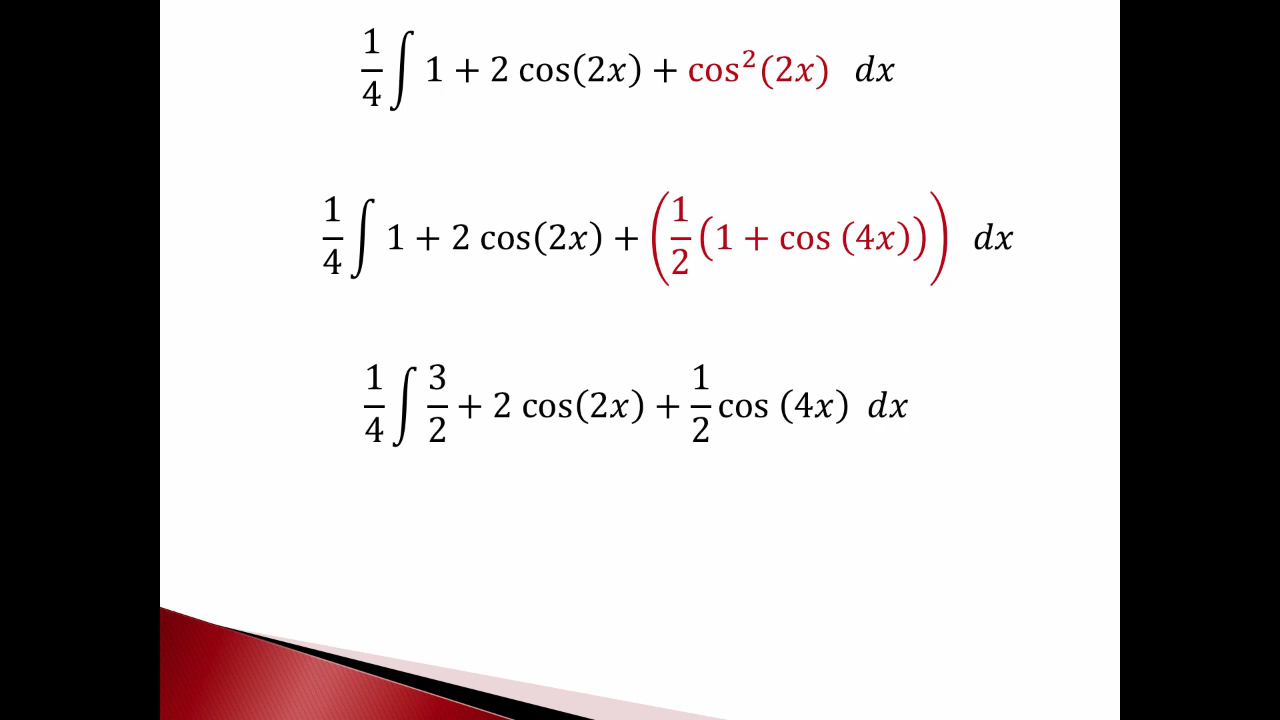 1/4 ∫ 1 + 2 cos(2x) + cos²(2x) dx
1/4 ∫ 1 + 2 cos(2x) + (1/2 (1 + cos (4x))) dx
1/4 ∫ 3/2 + 2 cos(2x) + 1/2 cos (4x) dx